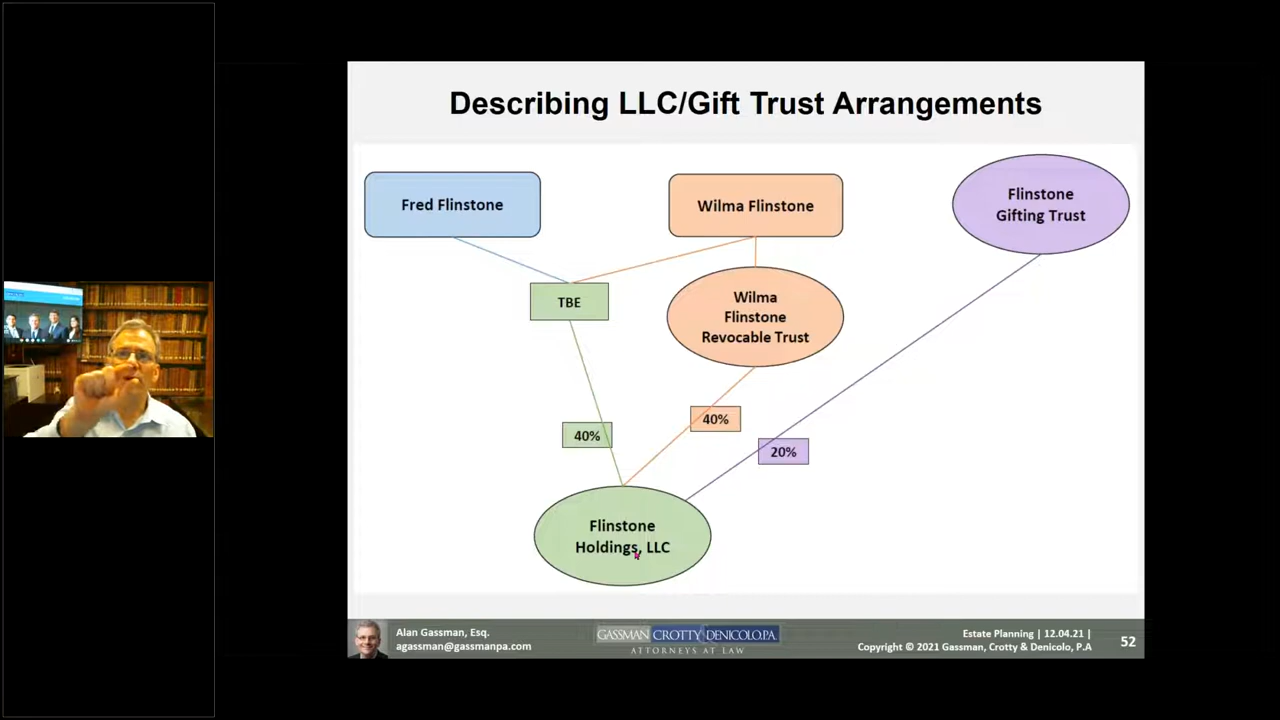 Describing LLC/Gift Trust Arrangements
Fred Flinstone
Wilma Flinstone
Flinstone
Gifting Trust
TBE
Wilma
Flinstone
Revocable Trust
40%
40%
20%
Flinstone
Holdings, LLC
Alan Gassman, Esq.
agassman@gassmanpa.com
GASSMAN CROTTY DENICOLO, P.A.
ATTORNEYS AT LAW
Estate Planning | 12.04.21 |
Copyright © 2021 Gassman, Crotty & Denicolo, P.A
52